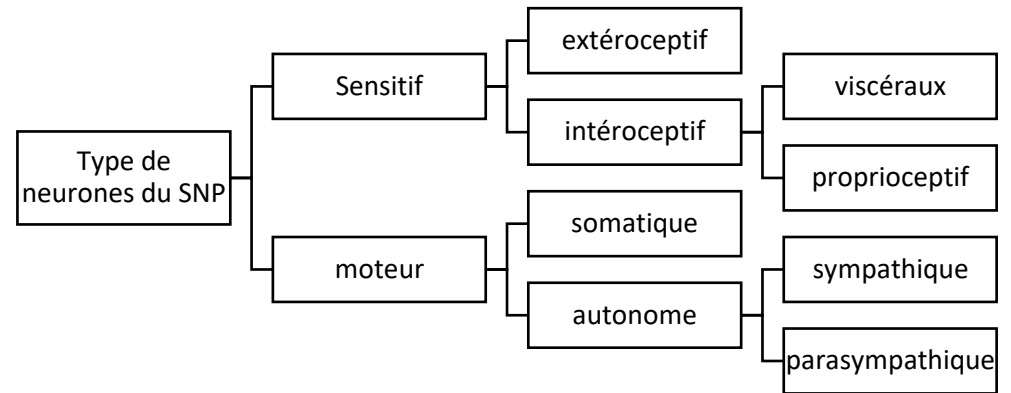 Type de
neurones du SNP
Sensitif
extéroceptif
intéroceptif
viscéraux
proprioceptif
moteur
somatique
autonome
sympathique
parasympathique